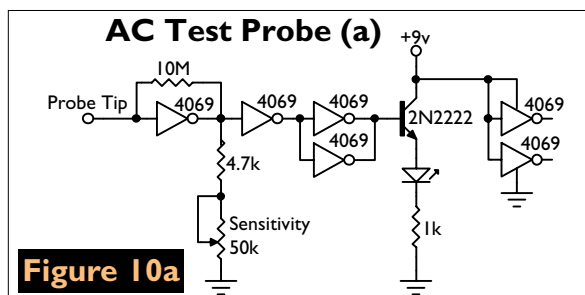 AC Test Probe (a)
+9v
10M
Probe Tip
4069
4069
4069
4069
2N2222
4069
4069
4.7k
Sensitivity
50k
1k
Figure 10a